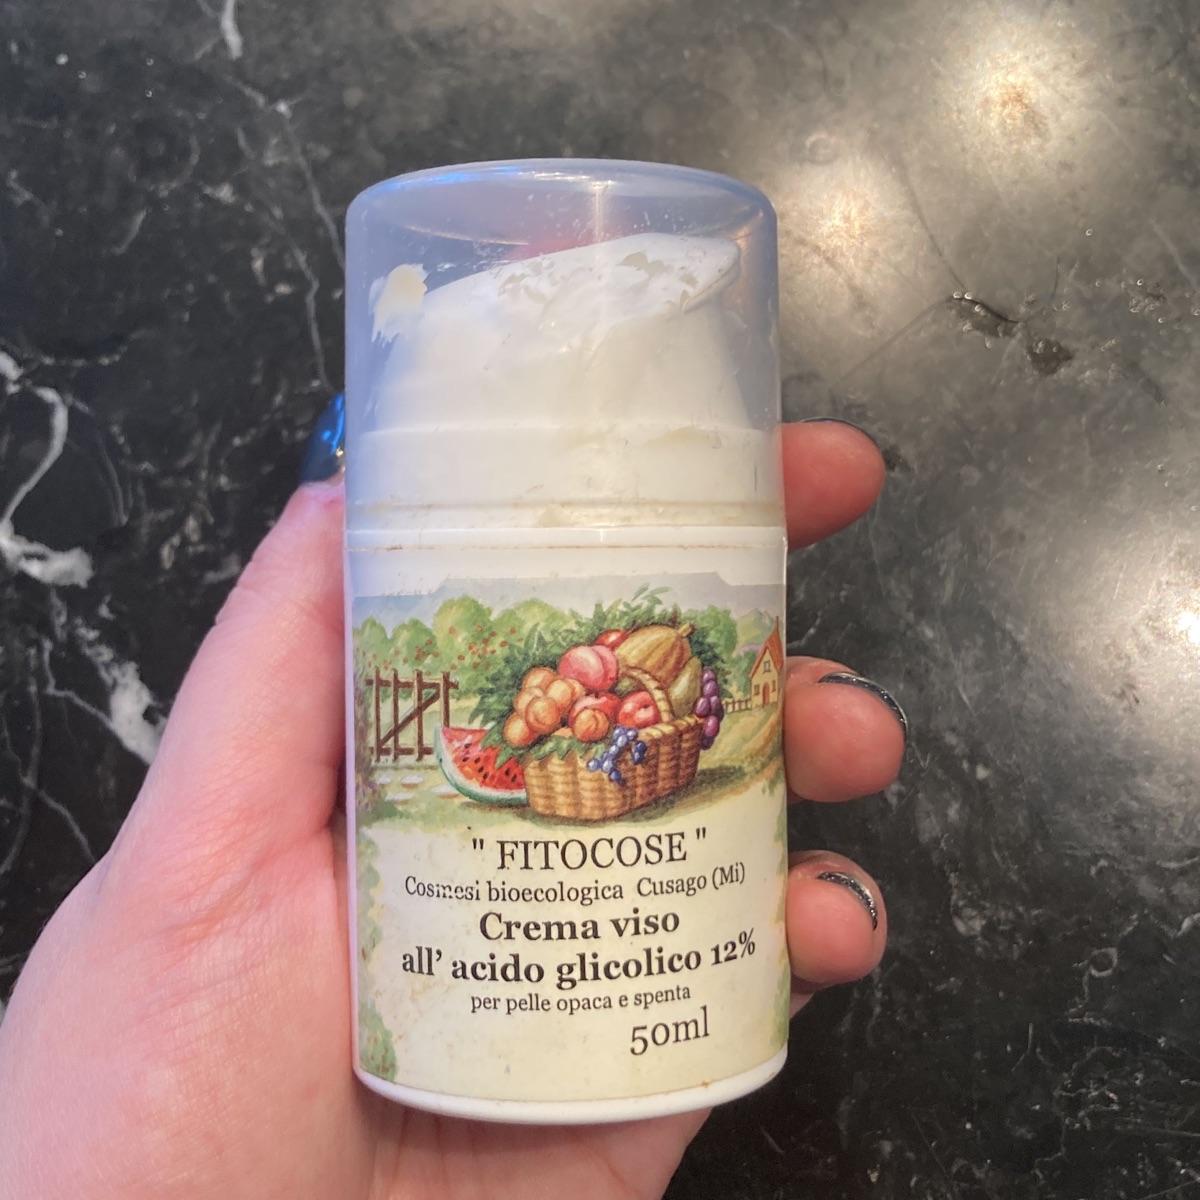 " FITOCOSE "
Cosmesi bioecologica Cusago (Mi)
Crema viso
all' acido glicolico 12%
per pelle opaca e spenta
50ml